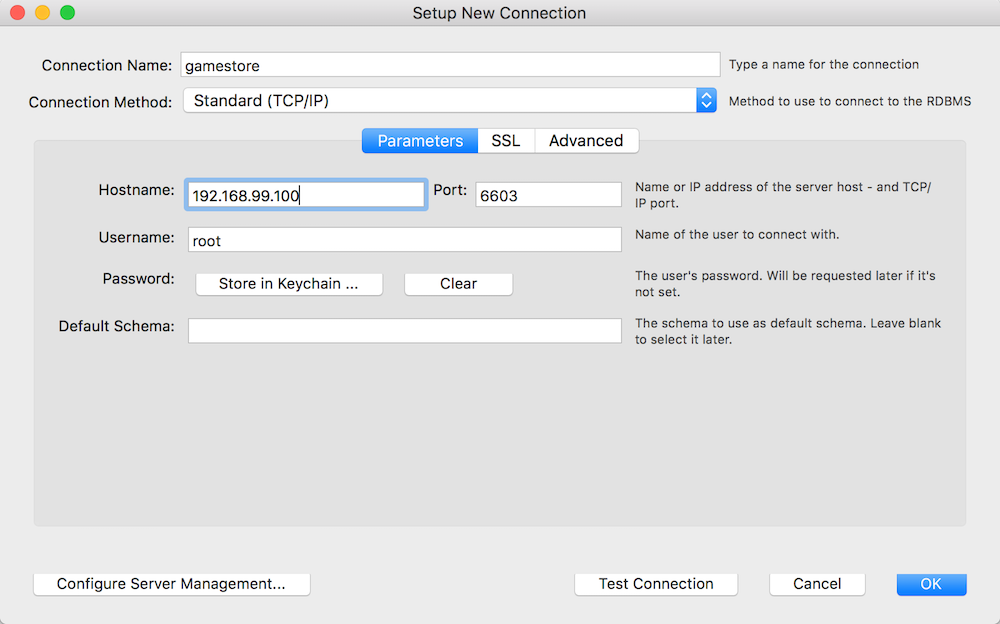 Setup New Connection
Connection Name: gamestore Type a name for the connection
Connection Method: Standard (TCP/IP) Method to use to connect to the RDBMS
Parameters SSL Advanced
Hostname: 192.168.99.100 Port: 6603 Name or IP address of the server host - and TCP/
IP port.
Username: root Name of the user to connect with.
Password: Store in Keychain ... Clear The user's password. Will be requested later if it's
not set.
Default Schema: The schema to use as default schema. Leave blank
to select it later.
Configure Server Management... Test Connection Cancel OK